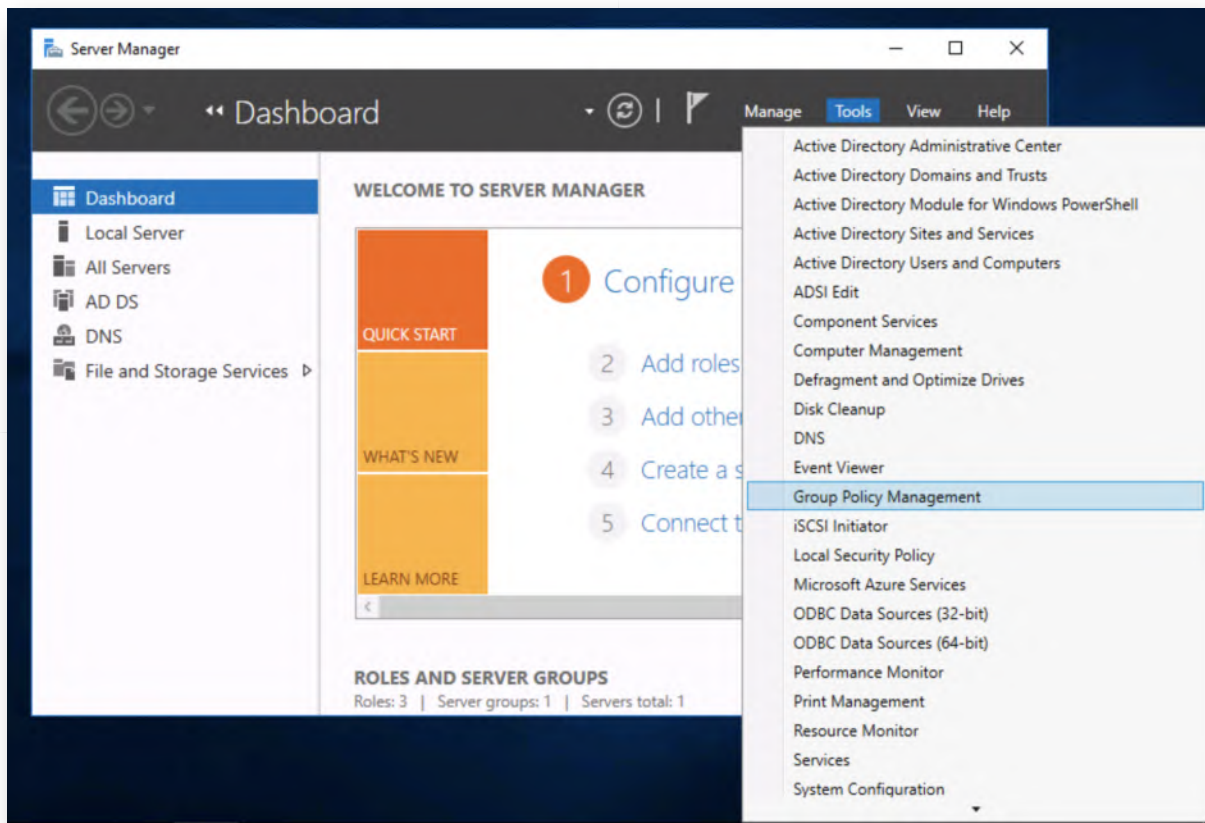 Server Manager
Dashboard
Manage Tools View Help
Dashboard
Local Server
All Servers
AD DS
DNS
File and Storage Services
WELCOME TO SERVER MANAGER
QUICK START
WHAT'S NEW
LEARN MORE
1 Configure
2 Add roles
3 Add other
4 Create a s
5 Connect t
ROLES AND SERVER GROUPS
Roles: 3 | Server groups: 1 | Servers total: 1
Active Directory Administrative Center
Active Directory Domains and Trusts
Active Directory Module for Windows PowerShell
Active Directory Sites and Services
Active Directory Users and Computers
ADSI Edit
Component Services
Computer Management
Defragment and Optimize Drives
Disk Cleanup
DNS
Event Viewer
Group Policy Management
iSCSI Initiator
Local Security Policy
Microsoft Azure Services
ODBC Data Sources (32-bit)
ODBC Data Sources (64-bit)
Performance Monitor
Print Management
Resource Monitor
Services
System Configuration